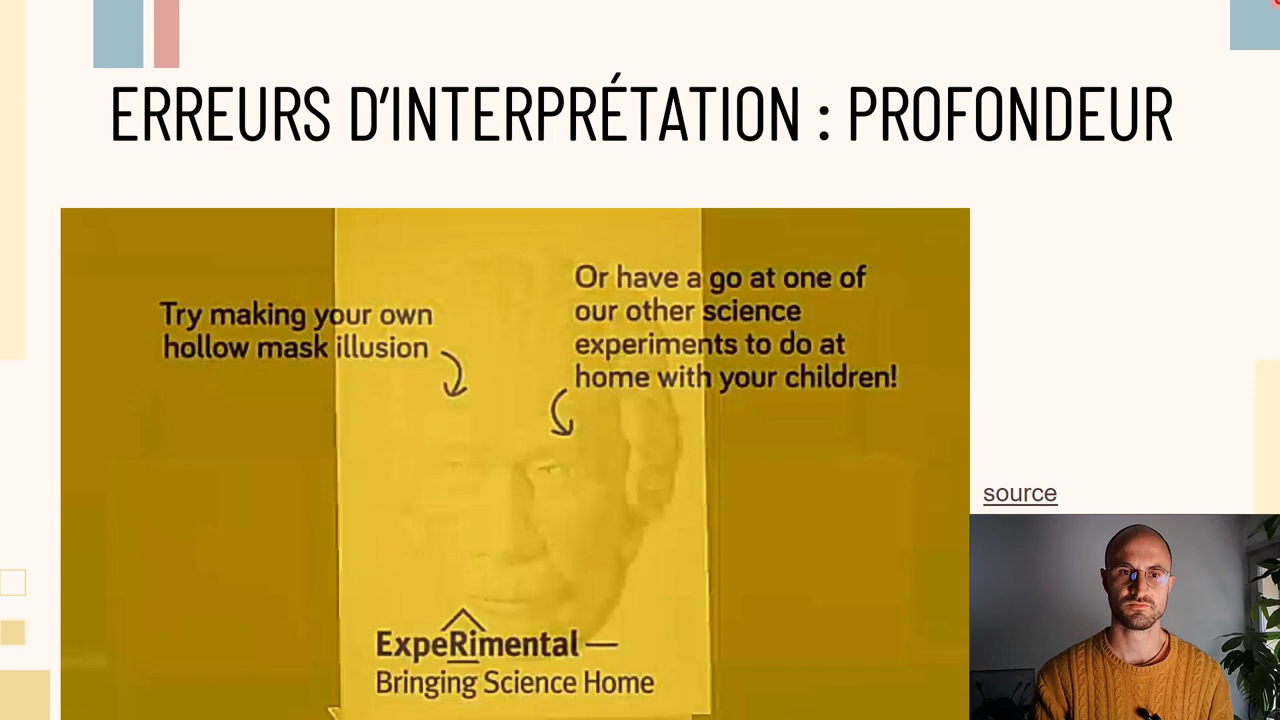 ERREURS D'INTERPRÉTATION : PROFONDEUR
Try making your own
hollow mask illusion
Or have a go at one of
our other science
experiments to do at
home with your children!
ExpeRimental —
Bringing Science Home
source